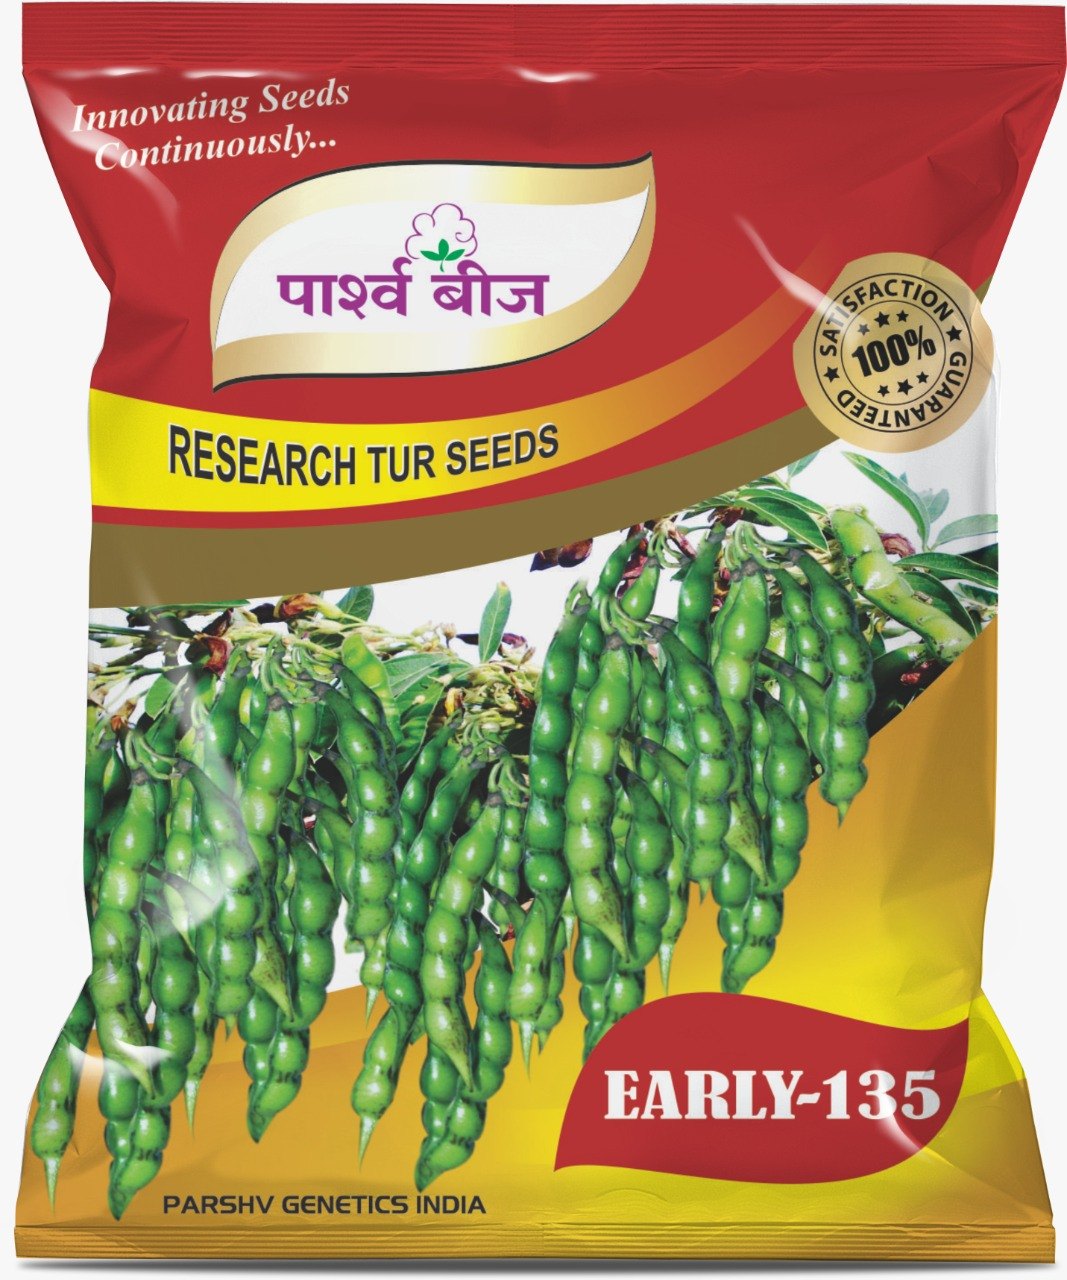 Innovating Seeds
Continuously...
पार्श्व बीज
SATISFACTION
100%
GUARANTEED
RESEARCH TUR SEEDS
EARLY-135
PARSHV GENETICS INDIA